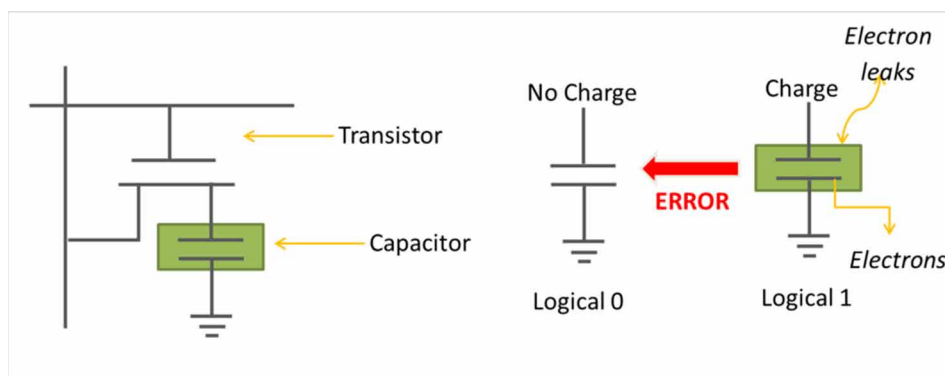 Transistor
Capacitor
No Charge
Logical 0
ERROR
Charge
Electron
leaks
Electrons
Logical 1